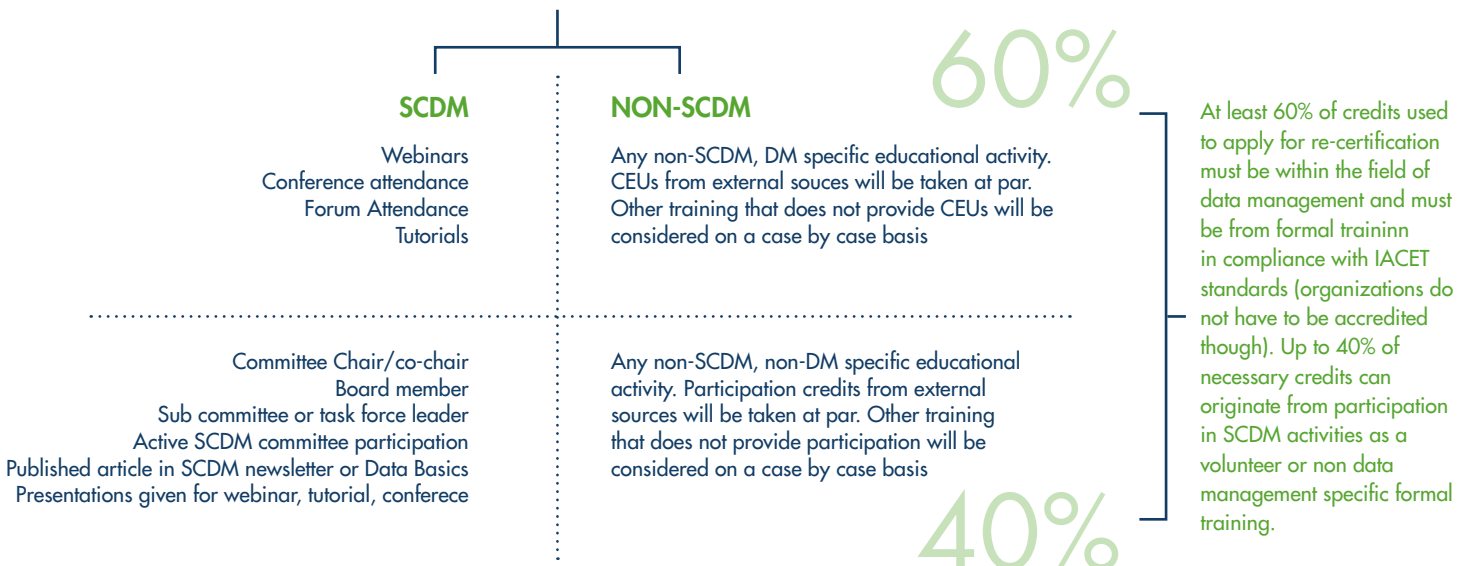 60%
SCDM
Webinars
Conference attendance
Forum Attendance
Tutorials
NON-SCDM
Any non-SCDM, DM specific educational activity.
CEUs from external souces will be taken at par.
Other training that does not provide CEUs will be
considered on a case by case basis
Committee Chair/co-chair
Board member
Sub committee or task force leader
Active SCDM committee participation
Published article in SCDM newsletter or Data Basics
Presentations given for webinar, tutorial, conferece
Any non-SCDM, non-DM specific educational
activity. Participation credits from external
sources will be taken at par. Other training
that does not provide participation will be
considered on a case by case basis
40%
At least 60% of credits used
to apply for re-certification
must be within the field of
data management and must
be from formal traininn
in compliance with IACET
standards (organizations do
not have to be accredited
though). Up to 40% of
necessary credits can
originate from participation
in SCDM activities as a
volunteer or non data
management specific formal
training.